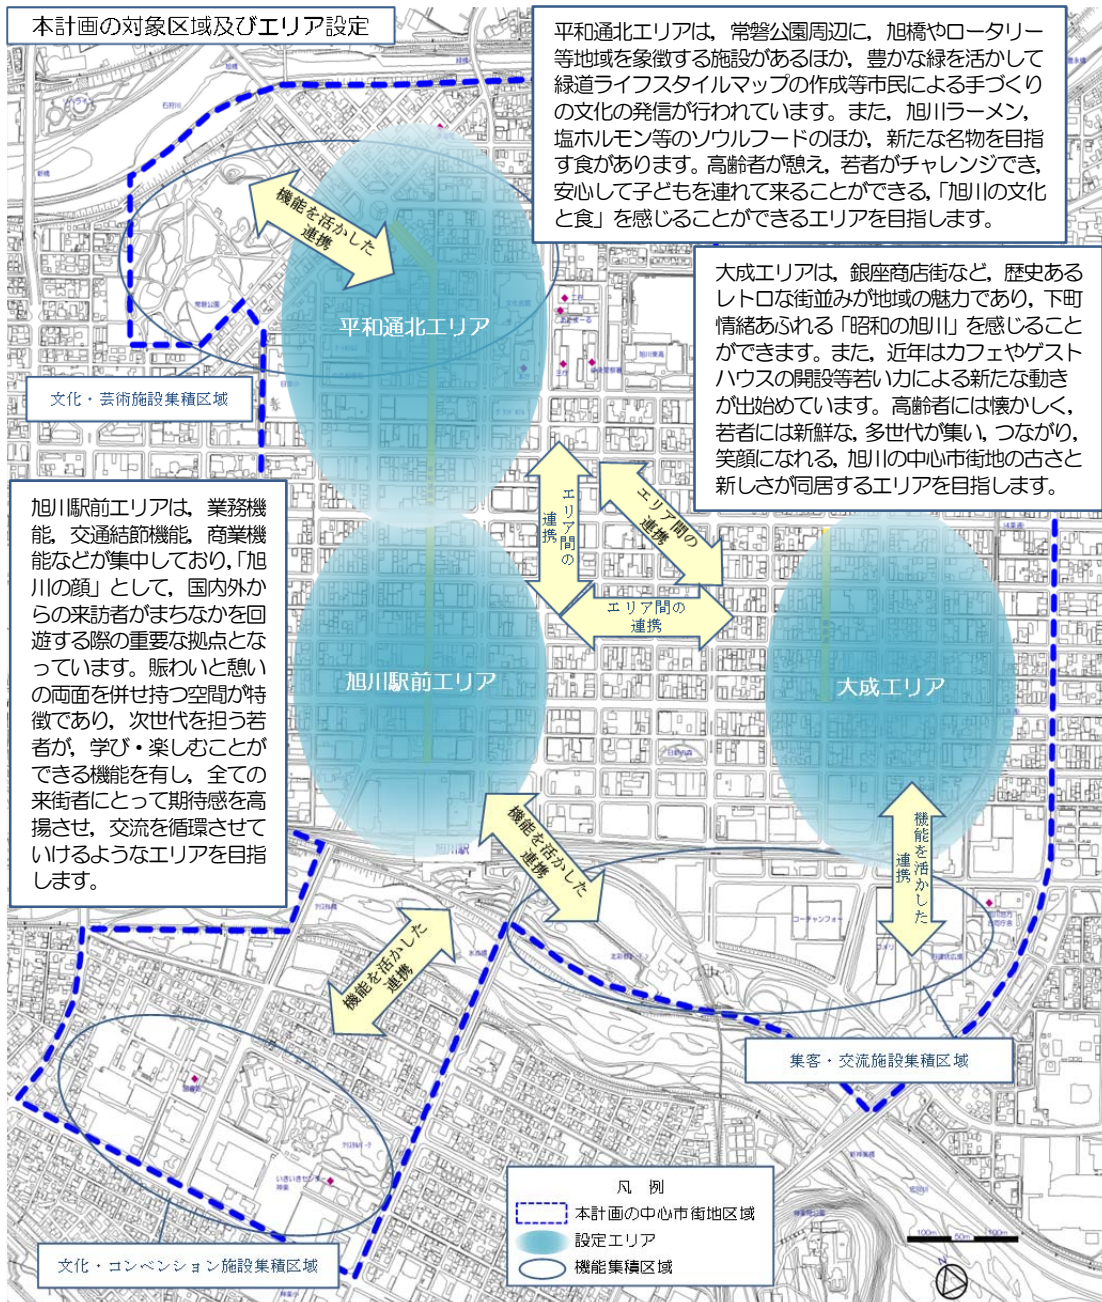 本計画の対象区域及びエリア設定
平和通北エリアは，常磐公園周辺に，旭橋やロータリー
等地域を象徴する施設があるほか，豊かな緑を活かして
緑道ライフスタイルマップの作成等市民による手づくり
の文化の発信が行われています。また，旭川ラーメン，
塩ホルモン等のソウルフードのほか，新たな名物を目指
す食があります。高齢者が憩え，若者がチャレンジでき，
安心して子どもを連れて来ることができる，「旭川の文化
と食」を感じることができるエリアを目指します。
大成エリアは，銀座商店街など，歴史ある
レトロな街並みが地域の魅力であり，下町
情緒あふれる「昭和の旭川」を感じること
ができます。また，近年はカフェやゲスト
ハウスの開設等若い力による新たな動き
が出始めています。高齢者には懐かしく，
若者には新鮮な，多世代が集い，つながり，
笑顔になれる，旭川の中心市街地の古さと
新しさが同居するエリアを目指します。
機能を活かした
連携
常磐公園
平和通北エリア
文化・芸術施設集積区域
旭川駅前エリアは，業務機
能，交通結節機能，商業機
能などが集中しており，「旭
川の顔」として，国内外か
らの来訪者がまちなかを回
遊する際の重要な拠点とな
っています。賑わいと憩い
の両面を併せ持つ空間が特
徴であり，次世代を担う若
者が，学び・楽しむことが
できる機能を有し，全ての
来街者にとって期待感を高
揚させ，交流を循環させて
いけるようなエリアを目指
します。
エリア間の
連携
エリア間の
連携
エリア間の
連携
旭川駅前エリア
大成エリア
旭川駅
機能を活かした
連携
機能を活かした
連携
機能を活かした
連携
コーチャンフォー
集客・交流施設集積区域
文化・コンベンション施設集積区域
凡 例
本計画の中心市街地区域
設定エリア
機能集積区域
100m 50m 100m
N